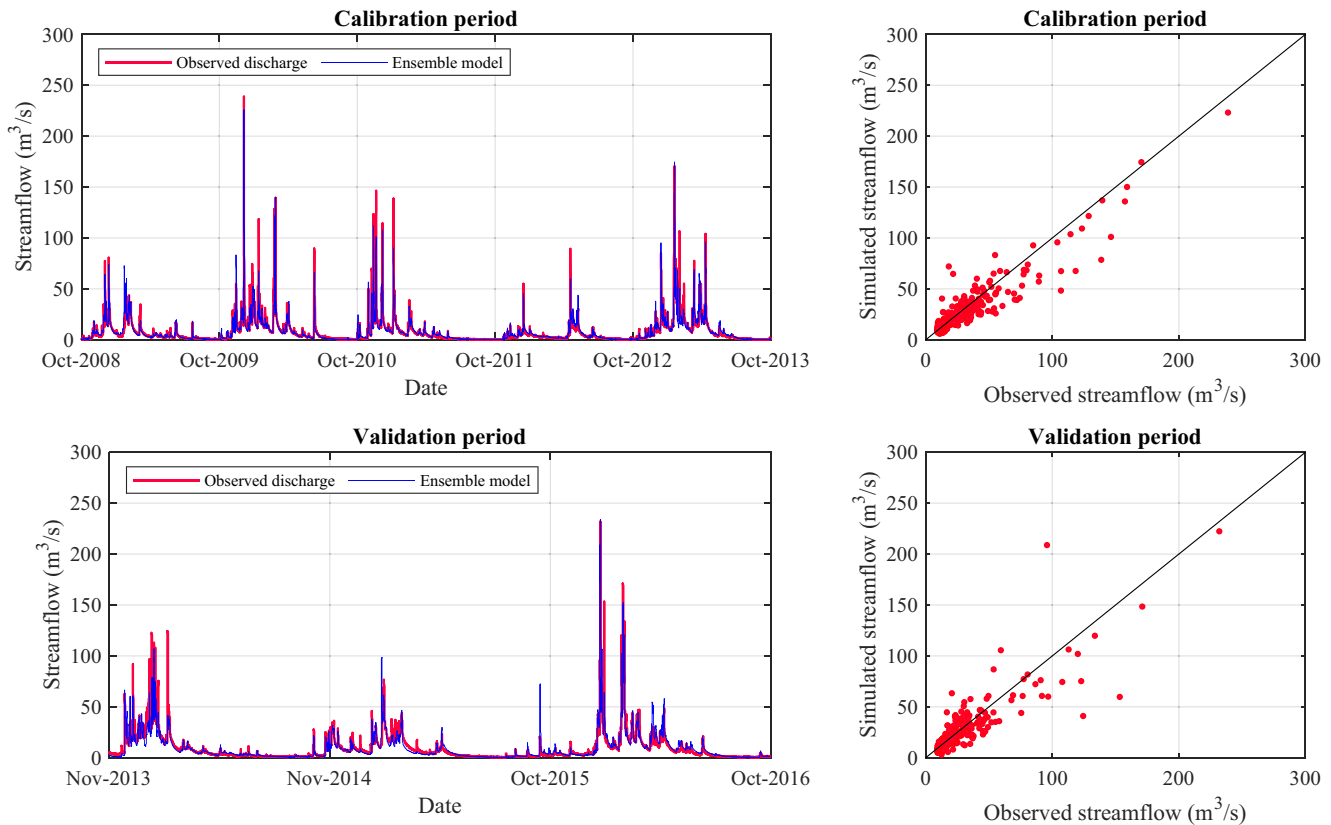 Calibration period
300
250
200
150
100
50
0
Streamflow (m³/s)
Observed discharge
Ensemble model
Oct-2008
Oct-2009
Oct-2010
Oct-2011
Oct-2012
Oct-2013
Date
Calibration period
300
250
200
150
100
50
0
Simulated streamflow (m³/s)
0
100
200
300
Observed streamflow (m³/s)
Validation period
300
250
200
150
100
50
0
Streamflow (m³/s)
Observed discharge
Ensemble model
Nov-2013
Nov-2014
Oct-2015
Oct-2016
Date
Validation period
300
250
200
150
100
50
0
Simulated streamflow (m³/s)
0
100
200
300
Observed streamflow (m³/s)